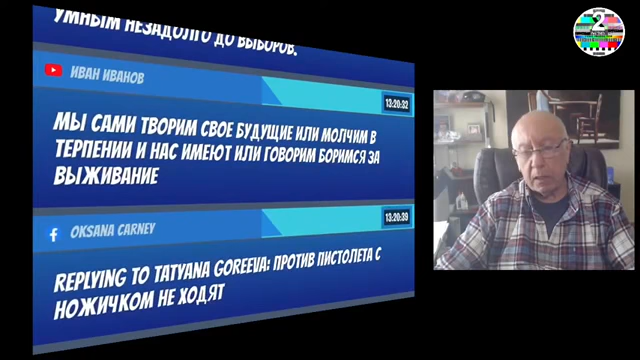 УМНЫМ НЕЗАДОЛГО ДО ВЫБОРОВ.
ИВАН ИВАНОВ
13:20:32
МЫ САМИ ТВОРИМ СВОЕ БУДУЩИЕ ИЛИ МОЛЧИМ В
ТЕРПЕНИИ И НАС ИМЕЮТ ИЛИ ГОВОРИМ БОРИМСЯ ЗА
ВЫЖИВАНИЕ
OKSANA CARNEY
13:20:39
REPLYING TO TATYANA GOREEVA: ПРОТИВ ПИСТОЛЕТА С
НОЖИЧКОМ НЕ ХОДЯТ
2